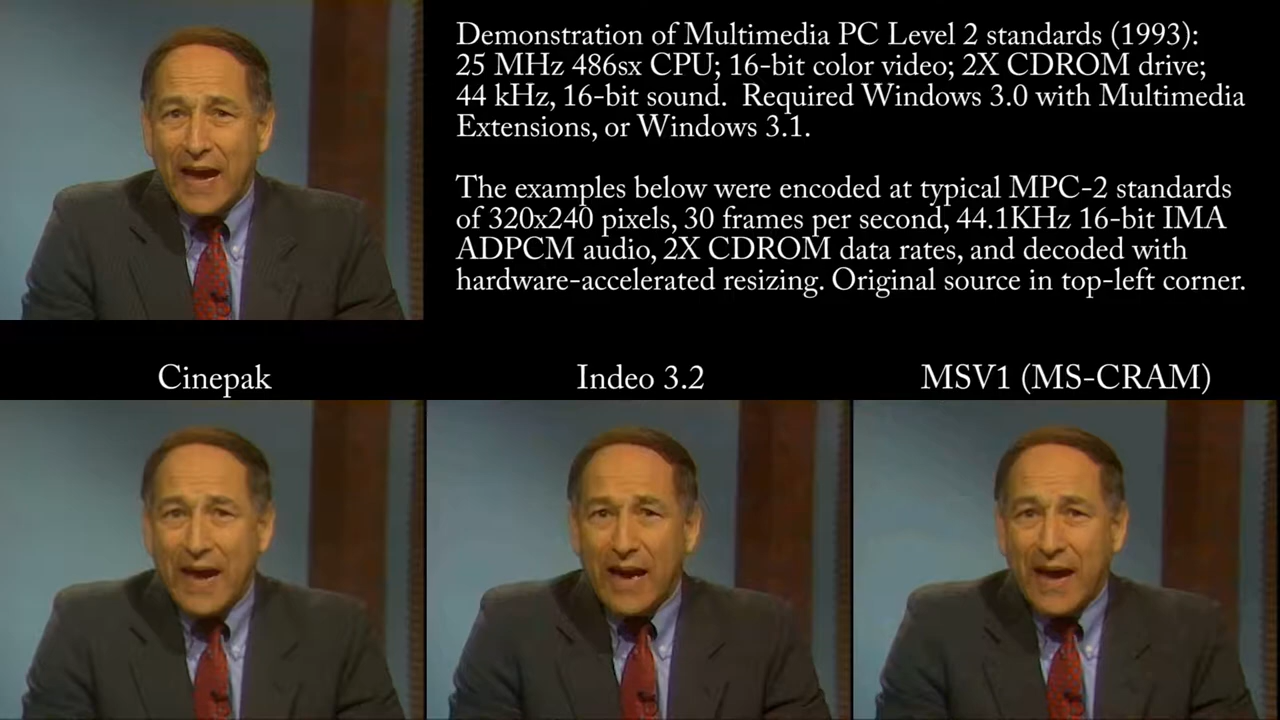 Demonstration of Multimedia PC Level 2 standards (1993):
25 MHz 486sx CPU; 16-bit color video; 2X CDROM drive;
44 kHz, 16-bit sound. Required Windows 3.0 with Multimedia
Extensions, or Windows 3.1.
The examples below were encoded at typical MPC-2 standards
of 320x240 pixels, 30 frames per second, 44.1KHz 16-bit IMA
ADPCM audio, 2X CDROM data rates, and decoded with
hardware-accelerated resizing. Original source in top-left corner.
Cinepak
Indeo 3.2
MSV1 (MS-CRAM)